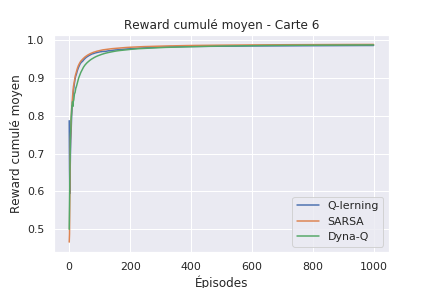 Reward cumulé moyen - Carte 6
Reward cumulé moyen
1.0
0.9
0.8
0.7
0.6
0.5
0
200
400
600
800
1000
Épisodes
Q-lerning
SARSA
Dyna-Q